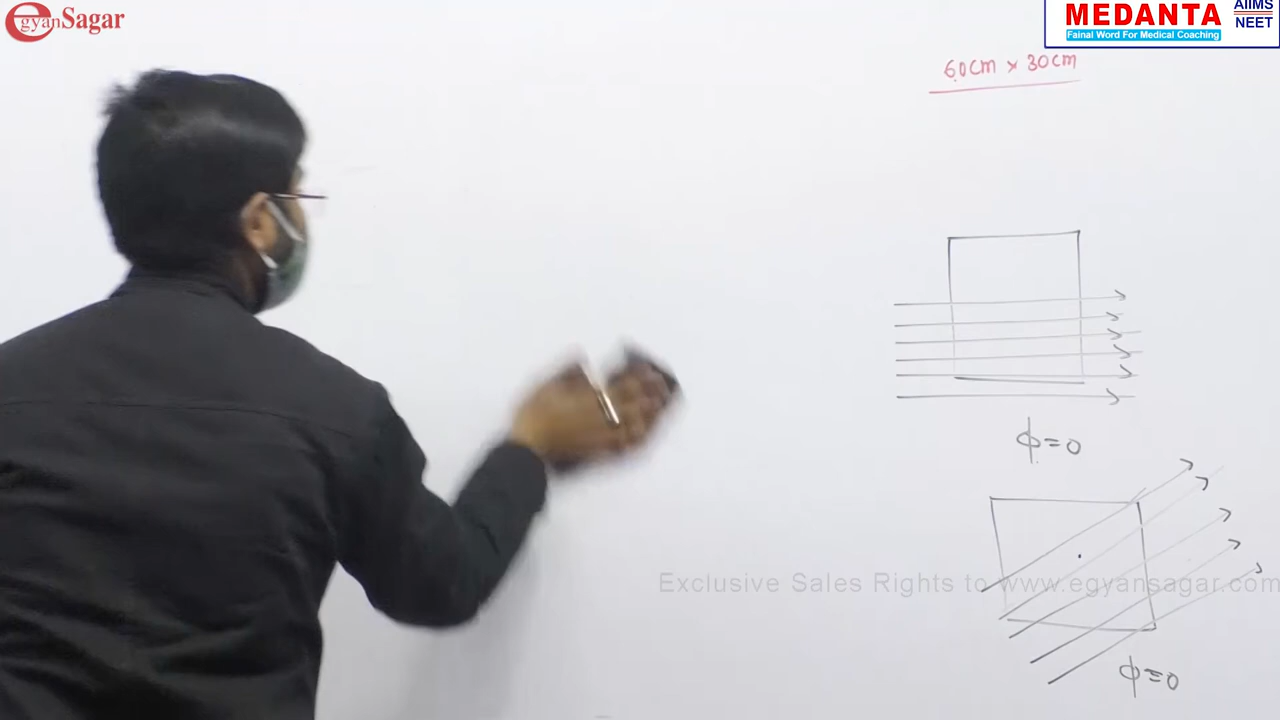 egyanSagar
MEDANTA
Fainal Word For Medical Coaching
AIIMS
NEET
60cm × 30cm
ϕ=0
Exclusive Sales Rights to www.egyansagar.com
ϕ=0